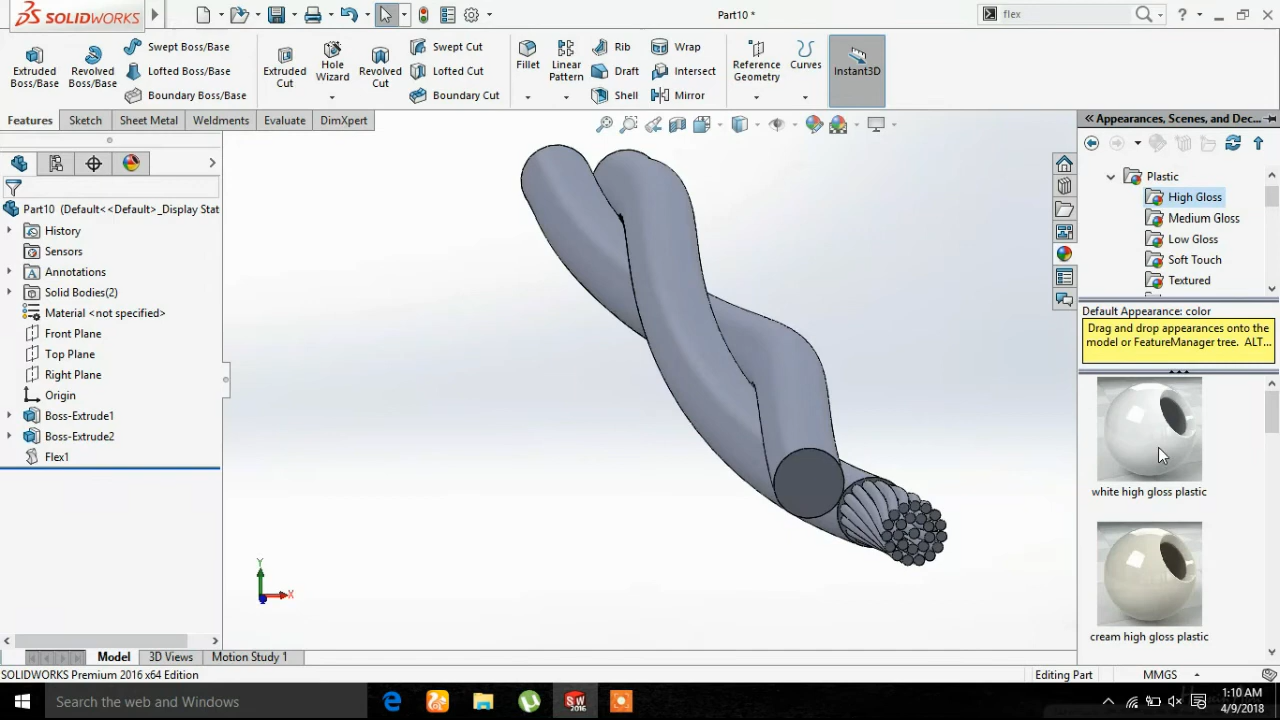 SOLIDWORKS
Part10 *
flex
Extruded Boss/Base
Revolved Boss/Base
Swept Boss/Base
Lofted Boss/Base
Boundary Boss/Base
Extruded Cut
Hole Wizard
Revolved Cut
Swept Cut
Lofted Cut
Boundary Cut
Fillet
Linear Pattern
Rib
Draft
Shell
Wrap
Intersect
Mirror
Reference Geometry
Curves
Instant3D
Features
Sketch
Sheet Metal
Weldments
Evaluate
DimXpert
Part10 (Default<<Default>_Display Stat
History
Sensors
Annotations
Solid Bodies(2)
Material <not specified>
Front Plane
Top Plane
Right Plane
Origin
Boss-Extrude1
Boss-Extrude2
Flex1
Y
X
Appearances, Scenes, and Dec...
Plastic
High Gloss
Medium Gloss
Low Gloss
Soft Touch
Textured
Default Appearance: color
Drag and drop appearances onto the
model or FeatureManager tree. ALT...
white high gloss plastic
cream high gloss plastic
Model
3D Views
Motion Study 1
SOLIDWORKS Premium 2016 x64 Edition
Editing Part
MMGS
Search the web and Windows
SW
2016
1:10 AM
4/9/2018